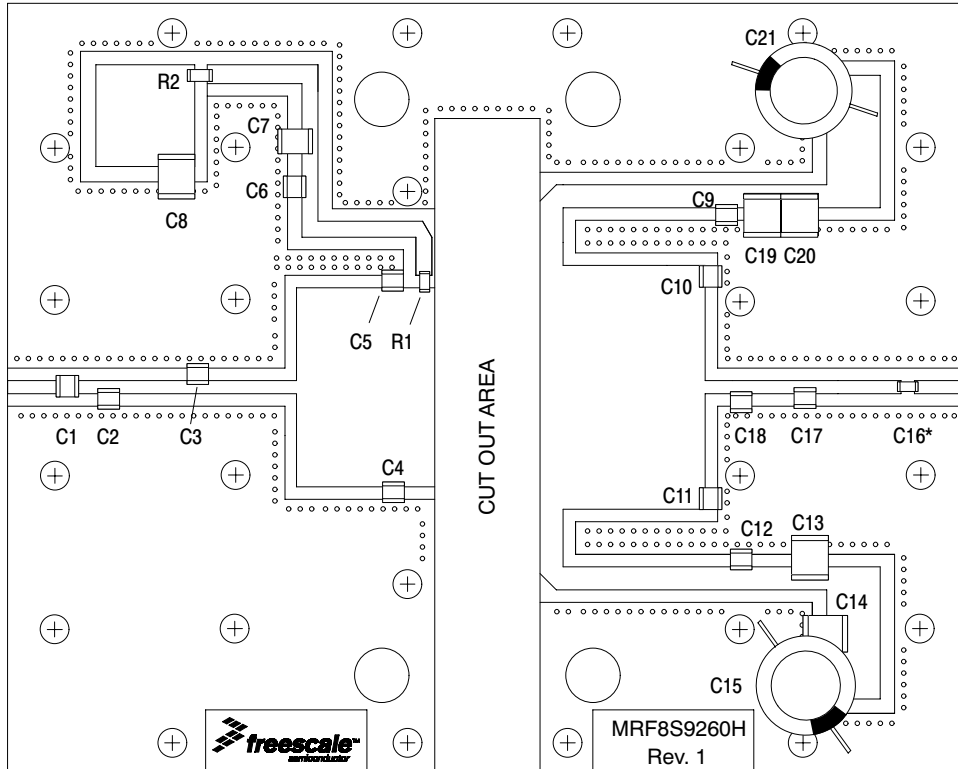 C21
R2
C7
C6
C8
C9
C19 C20
C10
C5 R1
C1 C2 C3
C18 C17 C16*
CUT OUT AREA
C4
C11
C12 C13
C14
C15
freescale™
semiconductor
MRF8S9260H
Rev. 1